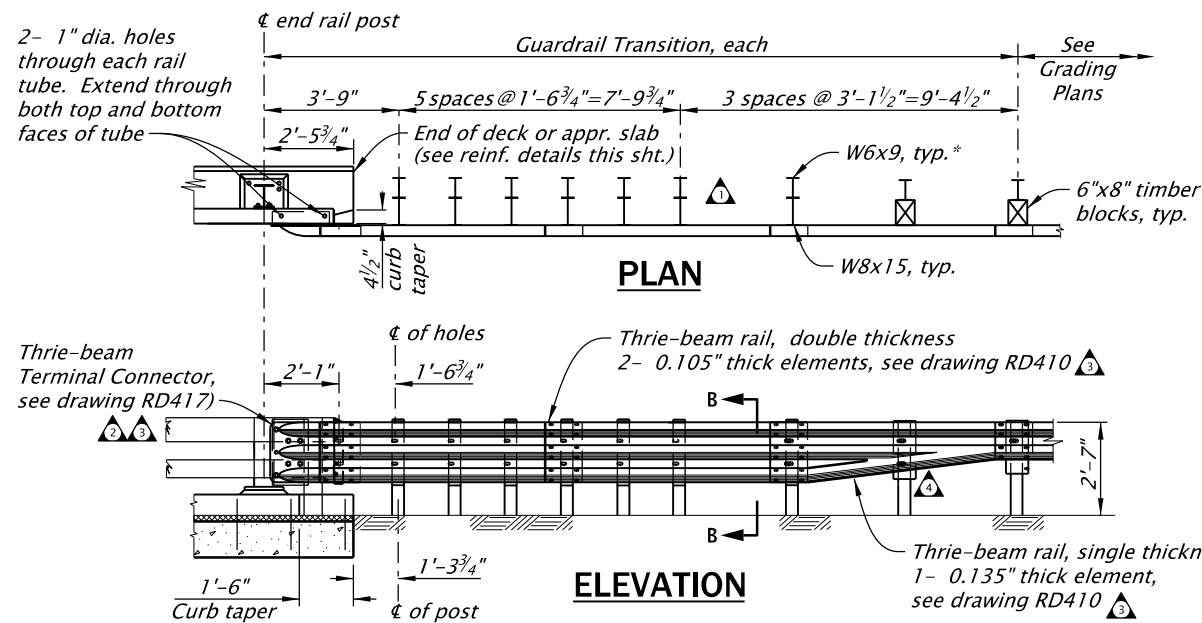 ℄ end rail post
2- 1" dia. holes
through each rail
tube. Extend through
both top and bottom
faces of tube
Guardrail Transition, each
See
Grading
Plans
3'-9"
5 spaces @ 1'-6¾"=7'-9¾"
3 spaces @ 3'-1½"=9'-4½"
2'-5¾"
End of deck or appr. slab
(see reinf. details this sht.)
W6x9, typ.*
1
6"x8" timber
blocks, typ.
4½"
curb
taper
W8x15, typ.
PLAN
℄ of holes
Thrie-beam rail, double thickness
2- 0.105" thick elements, see drawing RD410 3
Thrie-beam
Terminal Connector,
see drawing RD417)
2 3
2'-1"
1'-6¾"
B
2'-7"
4
B
1'-3¾"
1'-6"
Curb taper
℄ of post
ELEVATION
Thrie-beam rail, single thickn
1- 0.135" thick element,
see drawing RD410 3